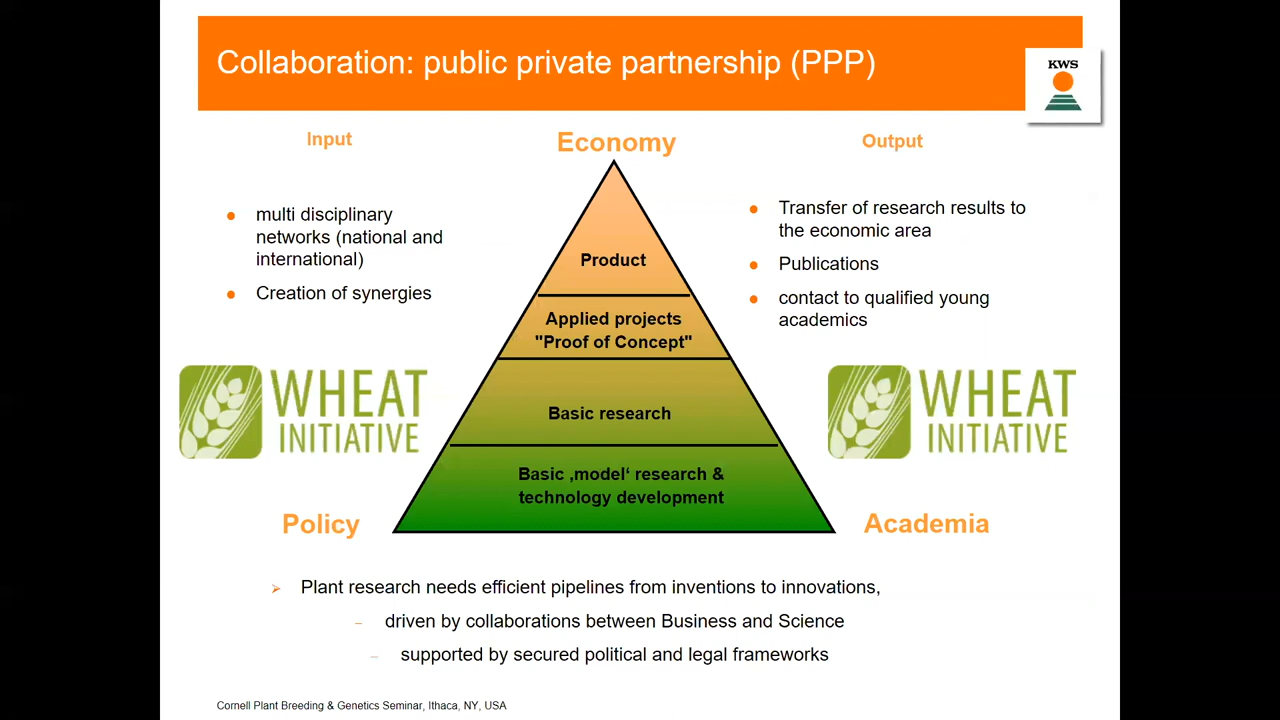 Collaboration: public private partnership (PPP)
KWS
Input
Economy
Output
multi disciplinary
networks (national and
international)
Creation of synergies
Transfer of research results to
the economic area
Publications
contact to qualified young
academics
Product
Applied projects
"Proof of Concept"
Basic research
Basic ‚model‘ research &
technology development
WHEAT
INITIATIVE
WHEAT
INITIATIVE
Policy
Academia
Plant research needs efficient pipelines from inventions to innovations,
– driven by collaborations between Business and Science
– supported by secured political and legal frameworks
Cornell Plant Breeding & Genetics Seminar, Ithaca, NY, USA